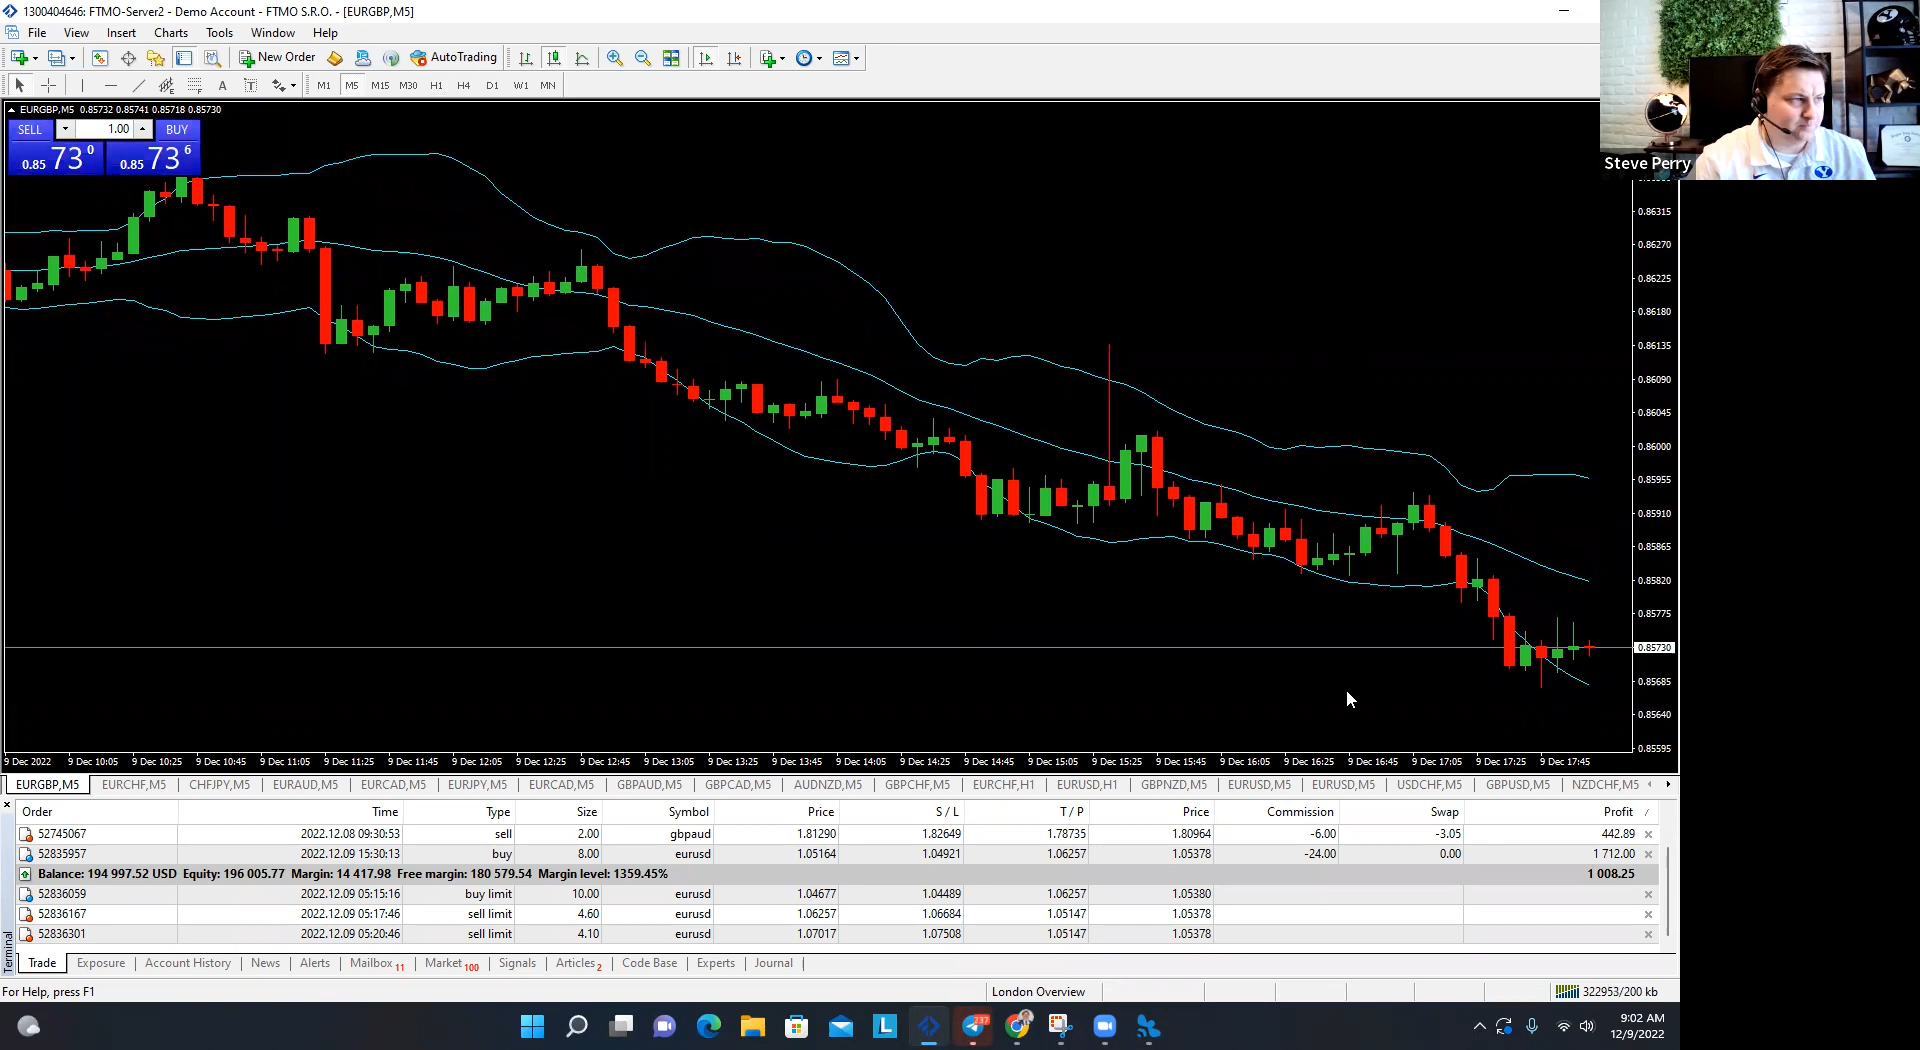 1300404646: FTMO-Server2 - Demo Account - FTMO S.R.O. - [EURGBP,M5]
File View Insert Charts Tools Window Help
New Order AutoTrading
A T M1 M5 M15 M30 H1 H4 D1 W1 MN
EURGBP,M5 0.85732 0.85741 0.85718 0.85730
SELL 1.00 BUY
0.85 73 0 0.85 73 6
Steve Perry
0.86315
0.86270
0.86225
0.86180
0.86135
0.86090
0.86045
0.86000
0.85955
0.85910
0.85865
0.85820
0.85775
0.85730
0.85685
0.85640
0.85595
9 Dec 2022 9 Dec 10:05 9 Dec 10:25 9 Dec 10:45 9 Dec 11:05 9 Dec 11:25 9 Dec 11:45 9 Dec 12:05 9 Dec 12:25 9 Dec 12:45 9 Dec 13:05 9 Dec 13:25 9 Dec 13:45 9 Dec 14:05 9 Dec 14:25 9 Dec 14:45 9 Dec 15:05 9 Dec 15:25 9 Dec 15:45 9 Dec 16:05 9 Dec 16:25 9 Dec 16:45 9 Dec 17:05 9 Dec 17:25 9 Dec 17:45
EURGBP,M5 EURCHF,M5 CHFJPY,M5 EURAUD,M5 EURCAD,M5 EURJPY,M5 EURCAD,M5 GBPAUD,M5 GBPCAD,M5 AUDNZD,M5 GBPCHF,M5 EURCHF,H1 EURUSD,H1 GBPNZD,M5 EURUSD,M5 EURUSD,M5 USDCHF,M5 GBPUSD,M5 NZDCHF,M5
Order Time Type Size Symbol Price S / L T / P Price Commission Swap Profit
52745067 2022.12.08 09:30:53 sell 2.00 gbpaud 1.81290 1.82649 1.78735 1.80964 -6.00 -3.05 442.89
52835957 2022.12.09 15:30:13 buy 8.00 eurusd 1.05164 1.04921 1.06257 1.05378 -24.00 0.00 1 712.00
Balance: 194 997.52 USD Equity: 196 005.77 Margin: 14 417.98 Free margin: 180 579.54 Margin level: 1359.45% 1 008.25
52836059 2022.12.09 05:15:16 buy limit 10.00 eurusd 1.04677 1.04489 1.06257 1.05380
52836167 2022.12.09 05:17:46 sell limit 4.60 eurusd 1.06257 1.06684 1.05147 1.05378
52836301 2022.12.09 05:20:46 sell limit 4.10 eurusd 1.07017 1.07508 1.05147 1.05378
Terminal
Trade Exposure Account History News Alerts Mailbox 11 Market 100 Signals Articles 2 Code Base Experts Journal
For Help, press F1 London Overview 322953/200 kb
L 737
9:02 AM
12/9/2022